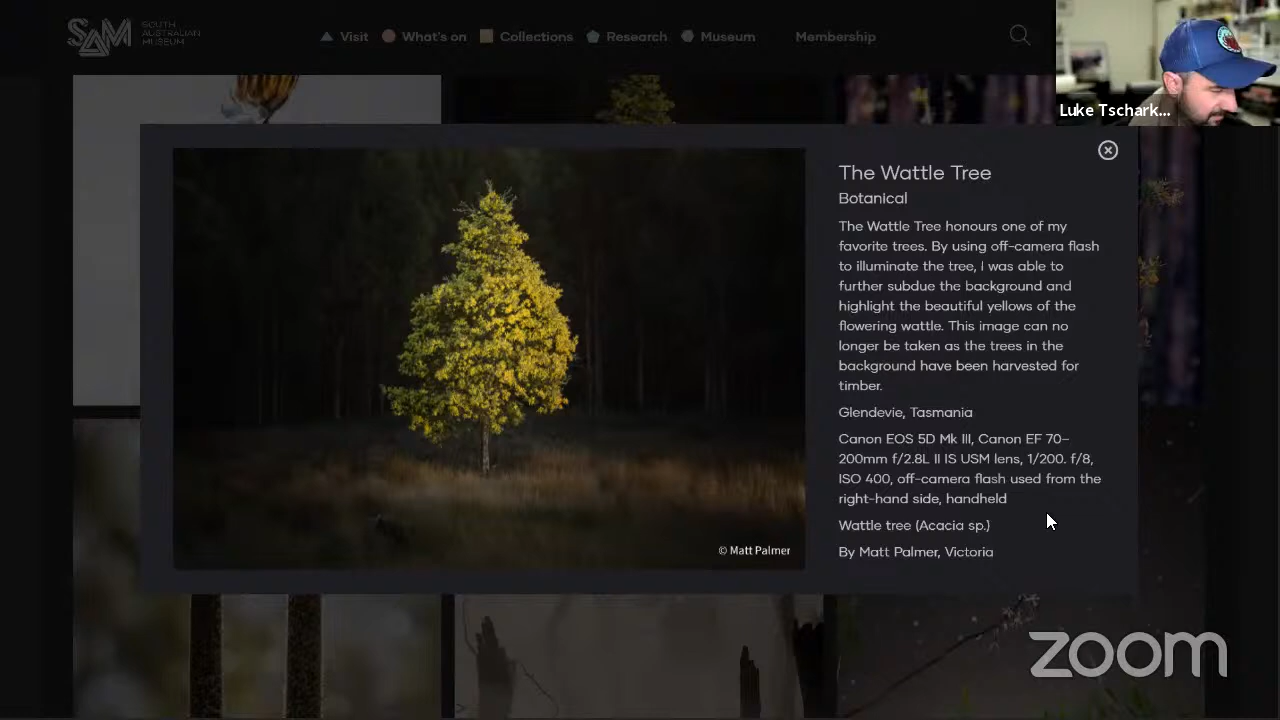 SAM
SOUTH
AUSTRALIAN
MUSEUM
Visit
What's on
Collections
Research
Museum
Membership
Luke Tschark...
The Wattle Tree
Botanical
The Wattle Tree honours one of my
favorite trees. By using off-camera flash
to illuminate the tree, I was able to
further subdue the background and
highlight the beautiful yellows of the
flowering wattle. This image can no
longer be taken as the trees in the
background have been harvested for
timber.
Glendevie, Tasmania
Canon EOS 5D Mk III, Canon EF 70–
200mm f/2.8L II IS USM lens, 1/200. f/8,
ISO 400, off-camera flash used from the
right-hand side, handheld
Wattle tree (Acacia sp.)
By Matt Palmer, Victoria
© Matt Palmer
zoom